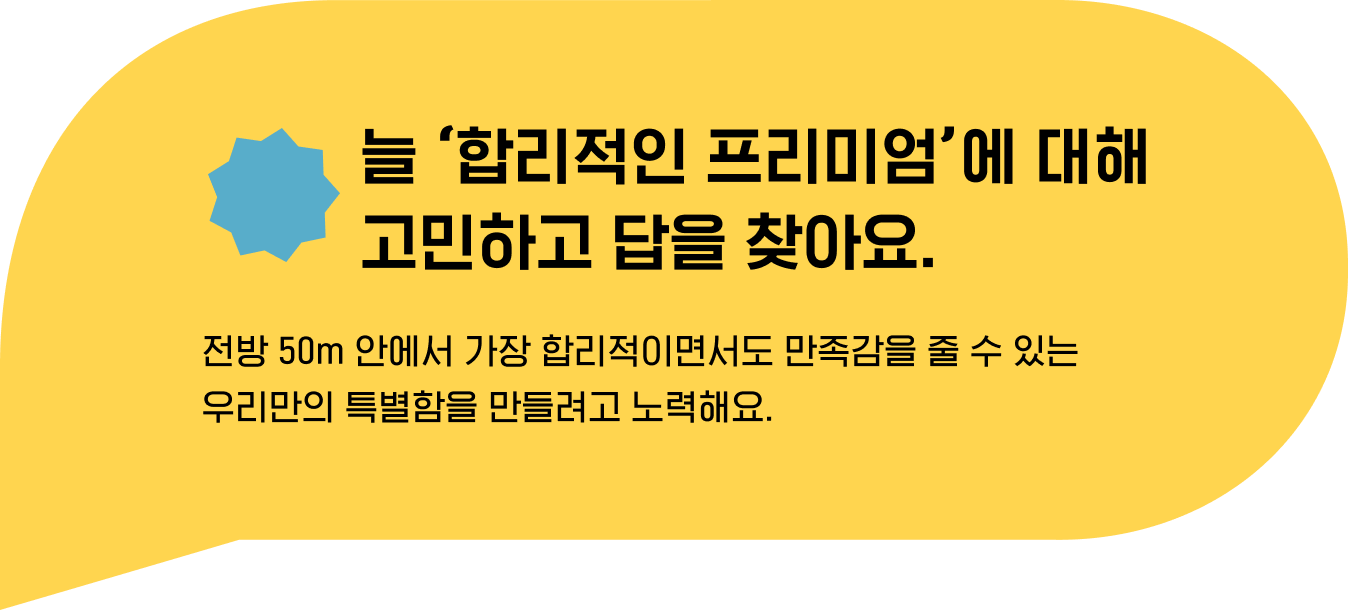 늘 ‘합리적인 프리미엄’에 대해
고민하고 답을 찾아요.
전방 50m 안에서 가장 합리적이면서도 만족감을 줄 수 있는
우리만의 특별함을 만들려고 노력해요.